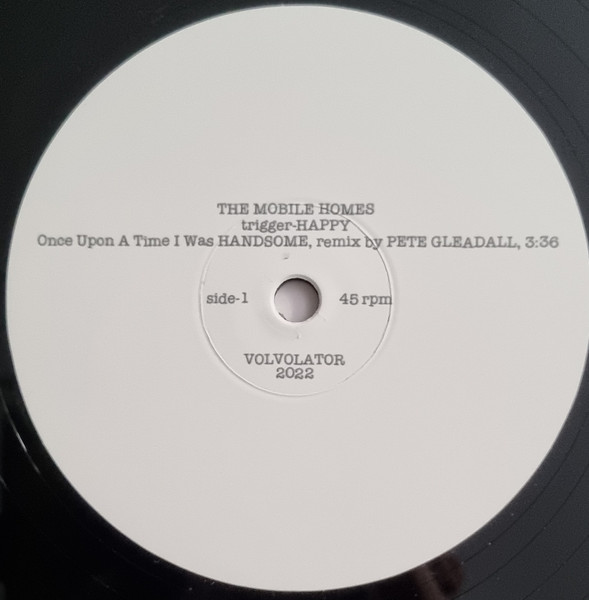 THE MOBILE HOMES
trigger-HAPPY
Once Upon A Time I Was HANDSOME, remix by PETE GLEADALL, 3:36
side-1 45 rpm
VOLVOLATOR
2022